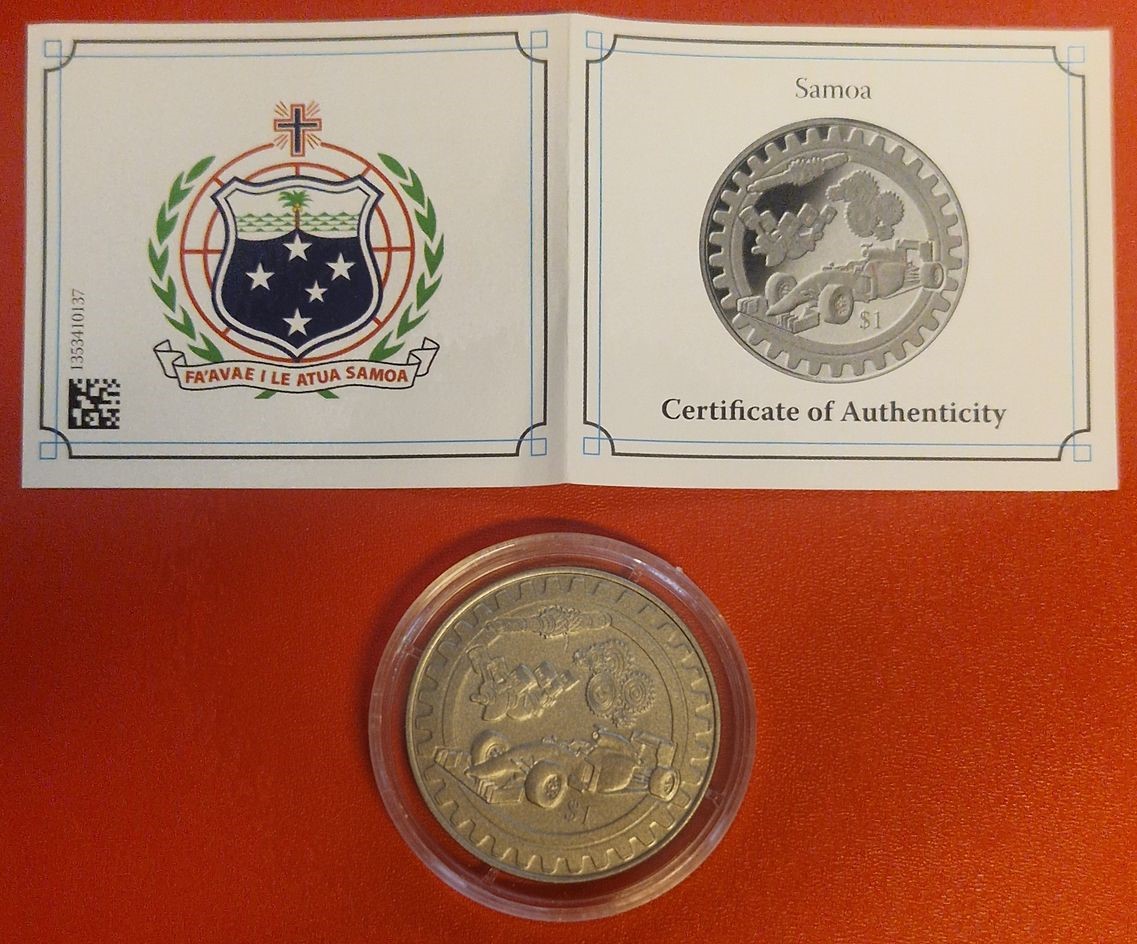 1353410137
FA'AVAE I LE ATUA SAMOA
Samoa
$1
Certificate of Authenticity
$1